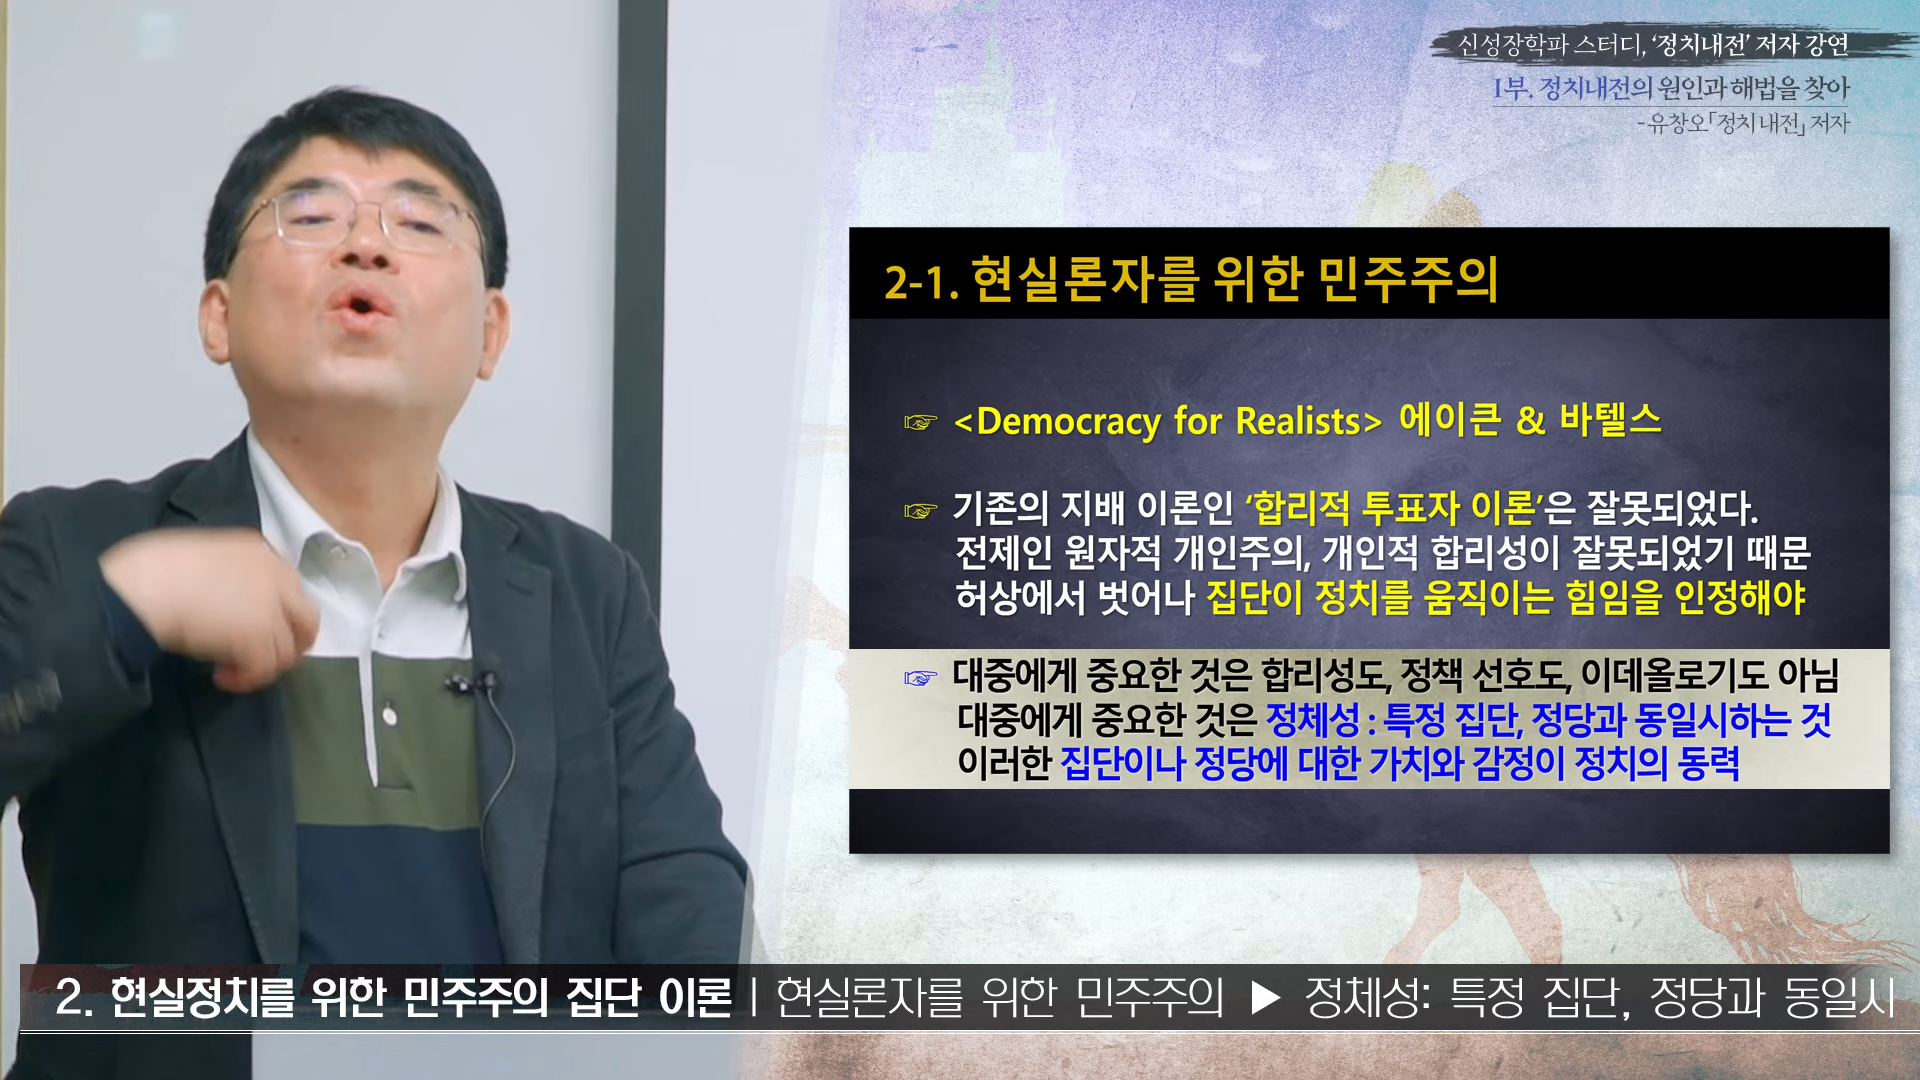 신성장학파 스터디, ‘정치내전’ 저자 강연
1부. 정치내전의 원인과 해법을 찾아
-유창오「정치 내전」 저자
2-1. 현실론자를 위한 민주주의
☞ <Democracy for Realists> 에이큰 & 바텔스
☞ 기존의 지배 이론인 ‘합리적 투표자 이론’은 잘못되었다.
전제인 원자적 개인주의, 개인적 합리성이 잘못되었기 때문
허상에서 벗어나 집단이 정치를 움직이는 힘임을 인정해야
☞ 대중에게 중요한 것은 합리성도, 정책 선호도, 이데올로기도 아님
대중에게 중요한 것은 정체성 : 특정 집단, 정당과 동일시하는 것
이러한 집단이나 정당에 대한 가치와 감정이 정치의 동력
2. 현실정치를 위한 민주주의 집단 이론 | 현실론자를 위한 민주주의 ▶ 정체성: 특정 집단, 정당과 동일시